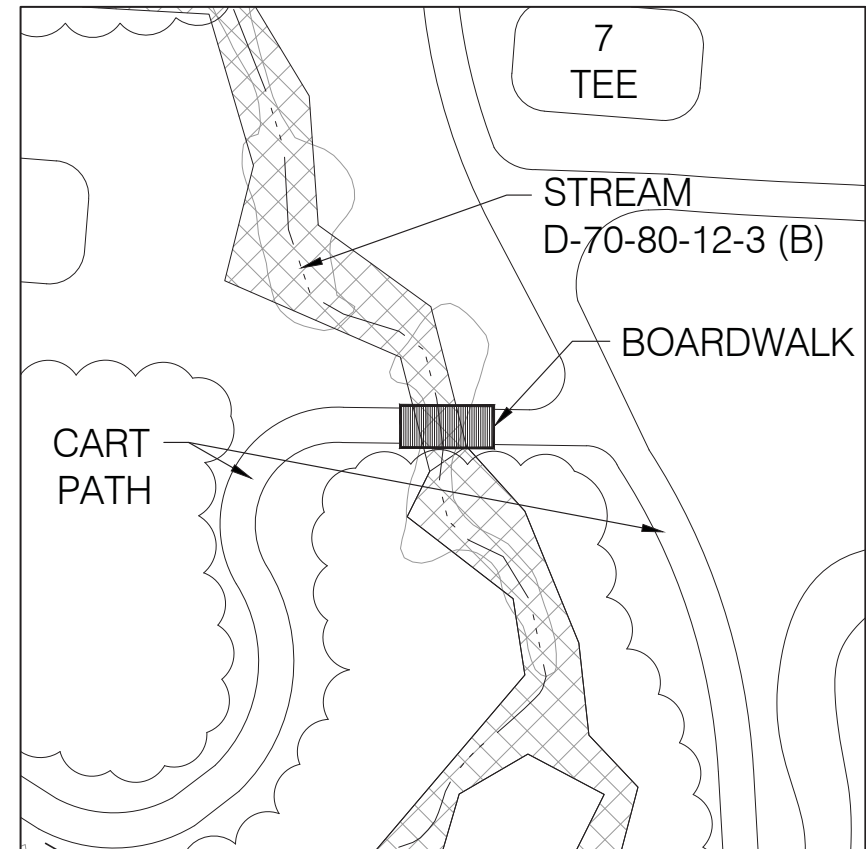 7
TEE
STREAM
D-70-80-12-3 (B)
BOARDWALK
CART
PATH